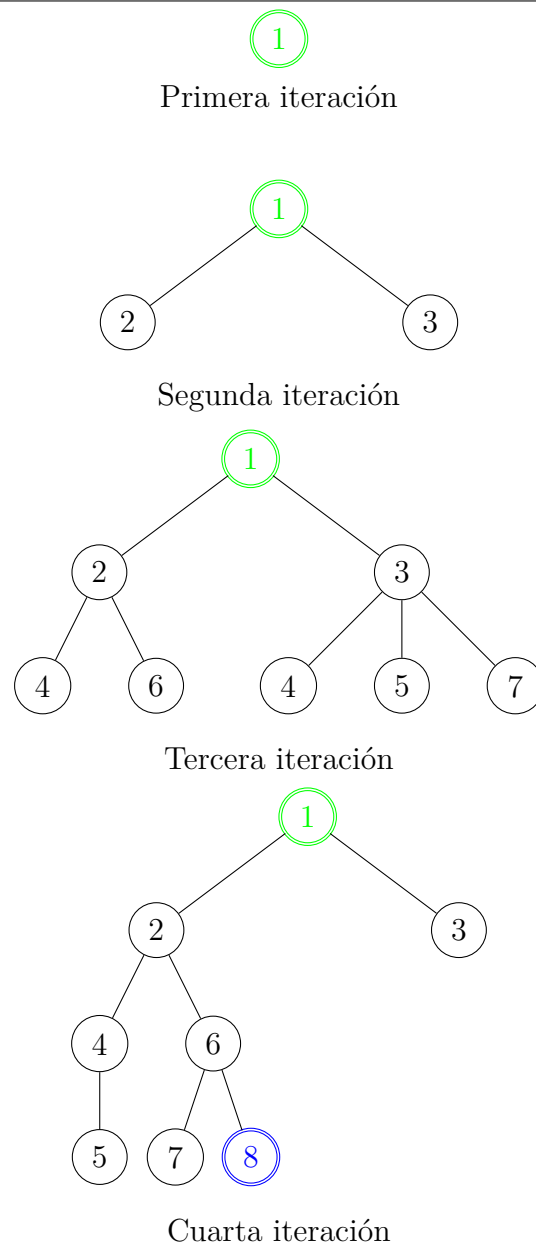 1
Primera iteración
1
2 3
Segunda iteración
1
2 3
4 6 4 5 7
Tercera iteración
1
2 3
4 6
5 7 8
Cuarta iteración